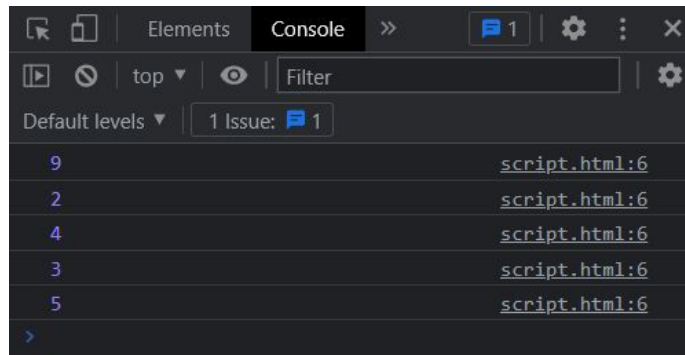 Elements Console » 1
top ▼ Filter
Default levels ▼ 1 Issue: 1
9 script.html:6
2 script.html:6
4 script.html:6
3 script.html:6
5 script.html:6
>